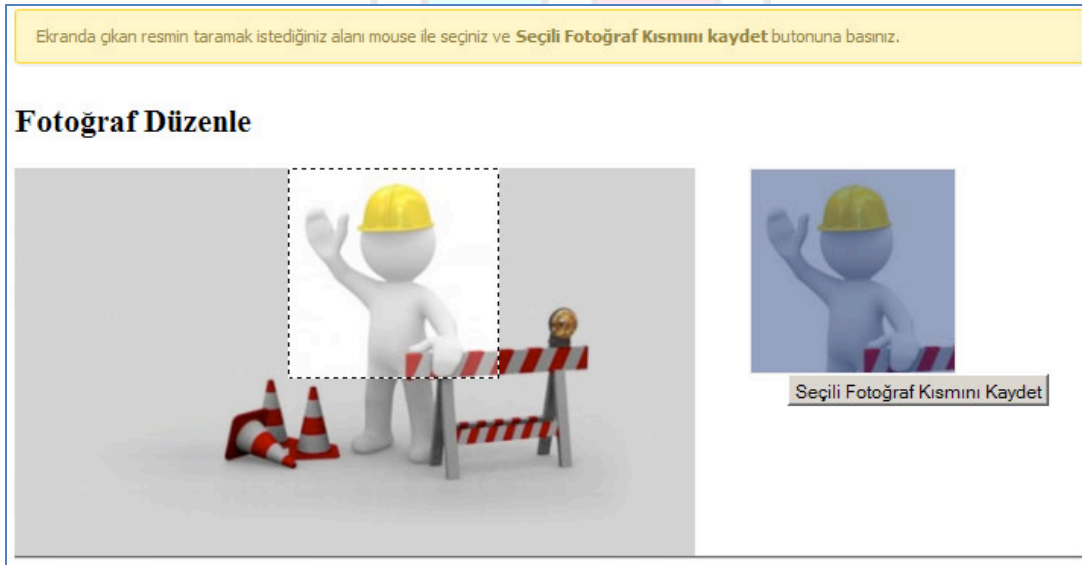 Ekranda çıkan resmin taramak istediğiniz alanı mouse ile seçiniz ve Seçili Fotoğraf Kısmını kaydet butonuna basınız.
Fotoğraf Düzenle
Seçili Fotoğraf Kısmını Kaydet